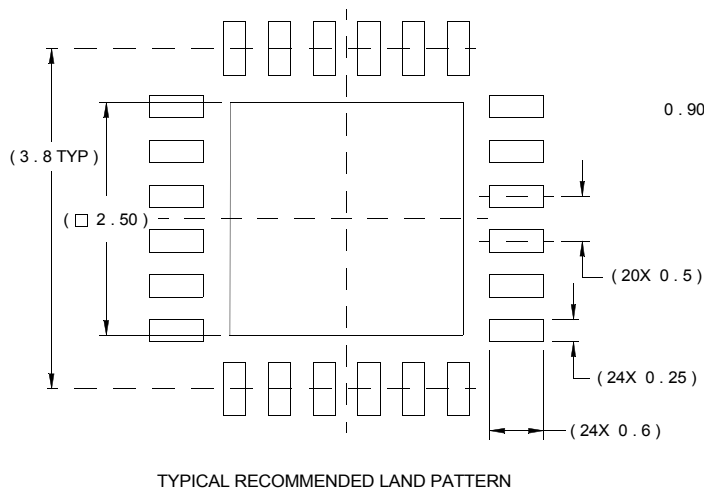 0.90
( 3 . 8 TYP )
( □ 2 . 50 )
( 20X 0 . 5 )
( 24X 0 . 25 )
( 24X 0 . 6 )
TYPICAL RECOMMENDED LAND PATTERN